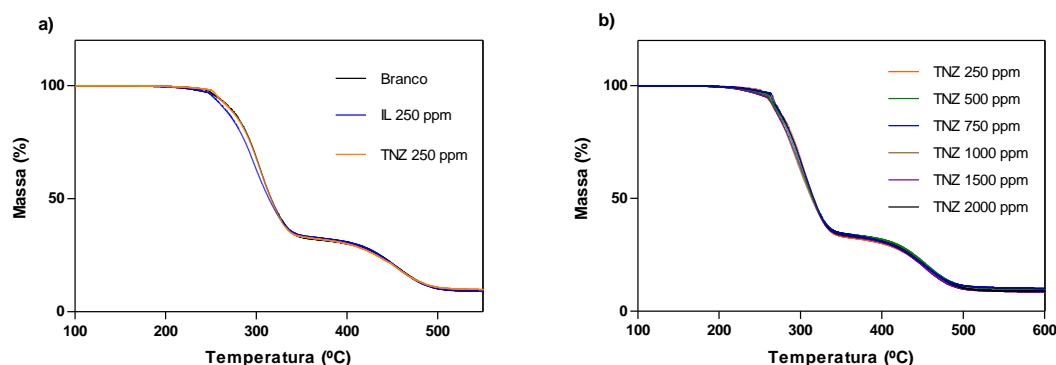 a)
Massa (%)
100
50
0
Branco
IL 250 ppm
TNZ 250 ppm
100 200 300 400 500
Temperatura (ºC)
b)
Massa (%)
100
50
0
TNZ 250 ppm
TNZ 500 ppm
TNZ 750 ppm
TNZ 1000 ppm
TNZ 1500 ppm
TNZ 2000 ppm
100 200 300 400 500 600
Temperatura (ºC)